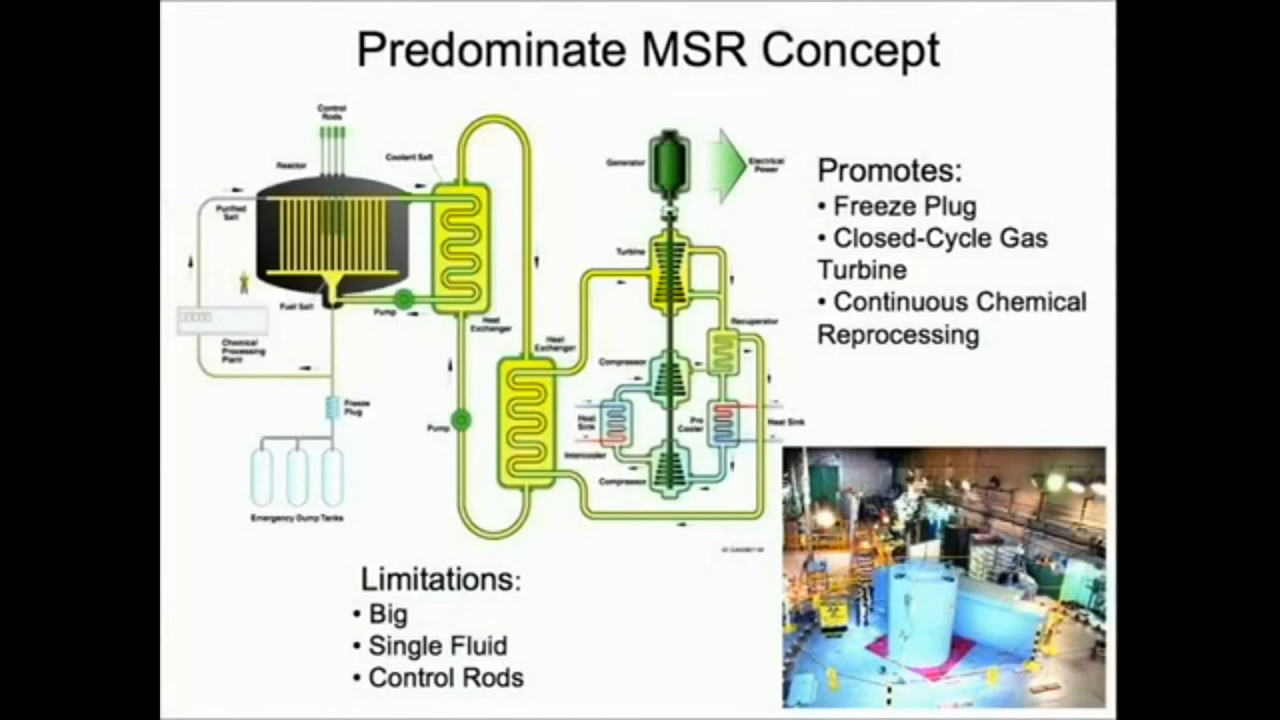 Predominate MSR Concept
Control
Rods
Reactor
Coolant Salt
Purified
Salt
Fuel Salt
Pump
Heat
Exchanger
Chemical
Processing
Plant
Freeze
Plug
Emergency Dump Tanks
Pump
Heat
Exchanger
Generator
Electrical
Power
Turbine
Recuperator
Compressor
Heat
Sink
Pre
Cooler
Heat Sink
Intercooler
Compressor
Promotes:
• Freeze Plug
• Closed-Cycle Gas
Turbine
• Continuous Chemical
Reprocessing
Limitations:
• Big
• Single Fluid
• Control Rods